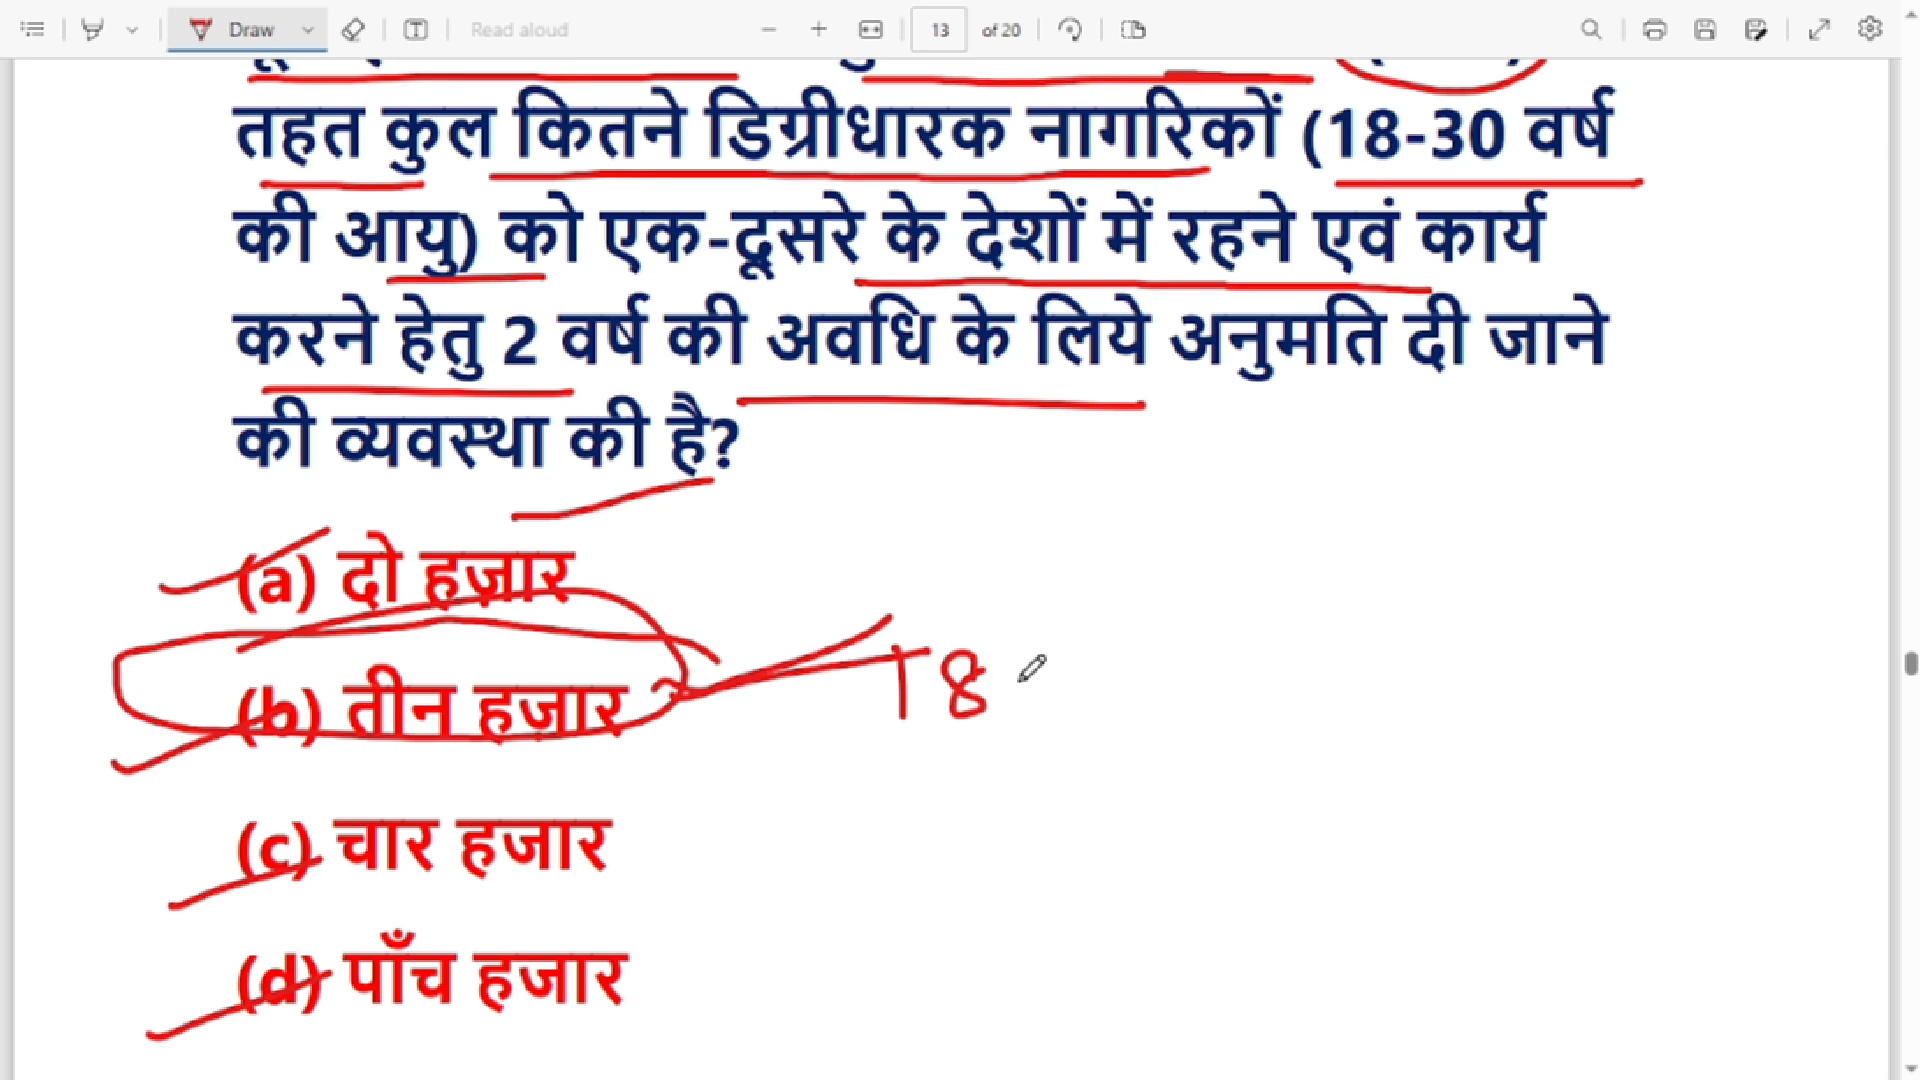 Draw
Read aloud
13 of 20
तहत कुल कितने डिग्रीधारक नागरिकों (18-30 वर्ष
की आयु) को एक-दूसरे के देशों में रहने एवं कार्य
करने हेतु 2 वर्ष की अवधि के लिये अनुमति दी जाने
की व्यवस्था की है?
(a) दो हज़ार
(b) तीन हज़ार
18
(c) चार हजार
(d) पाँच हजार